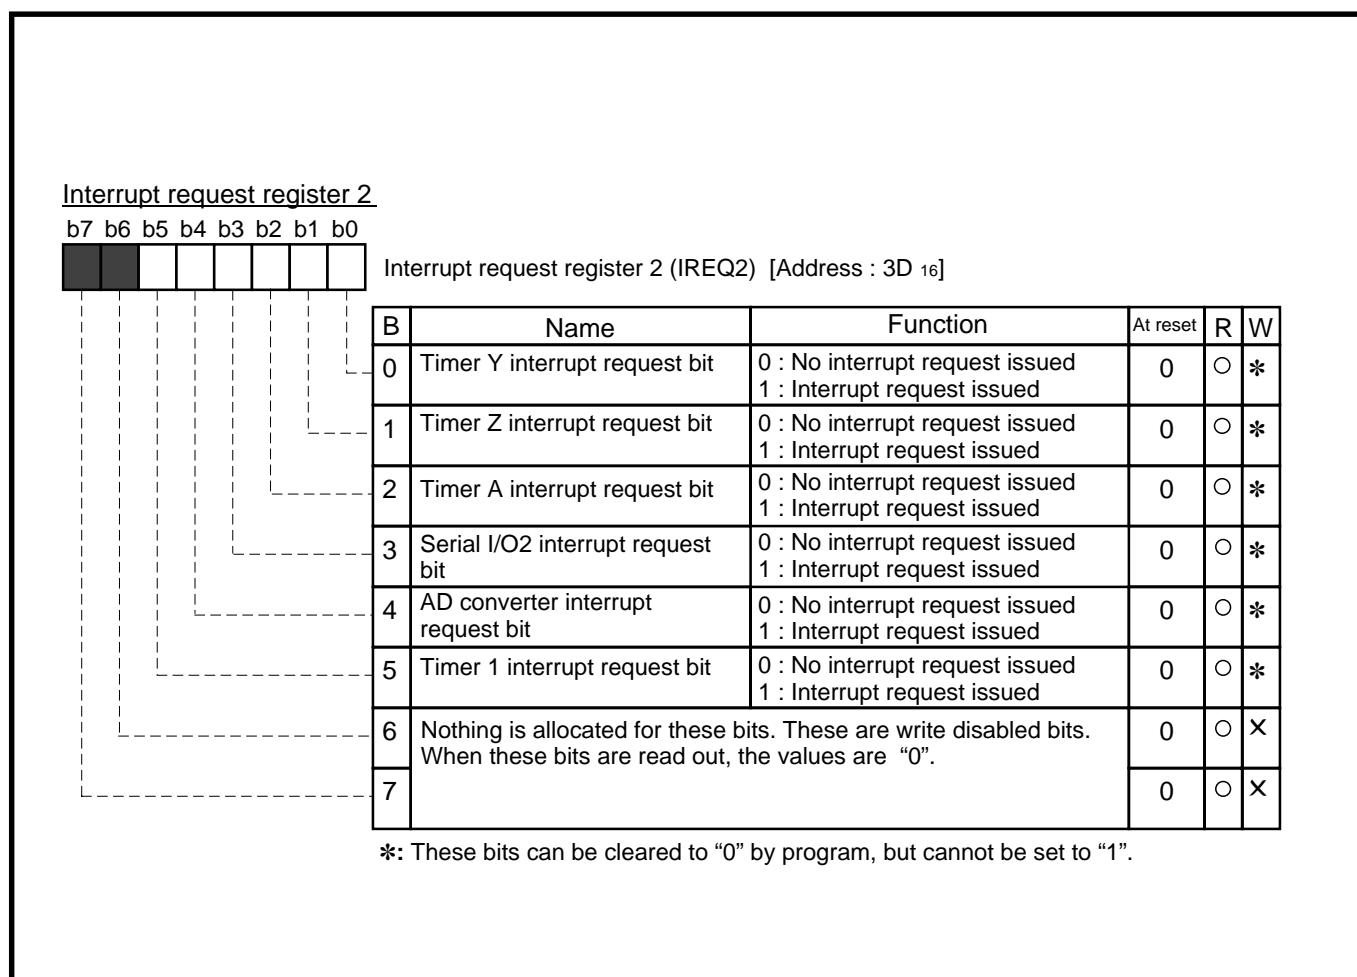 Interrupt request register 2
b7 b6 b5 b4 b3 b2 b1 b0
Interrupt request register 2 (IREQ2) [Address : 3D 16]
B Name Function At reset R W
0 Timer Y interrupt request bit 0 : No interrupt request issued 0 ○ ✻
1 : Interrupt request issued
1 Timer Z interrupt request bit 0 : No interrupt request issued 0 ○ ✻
1 : Interrupt request issued
2 Timer A interrupt request bit 0 : No interrupt request issued 0 ○ ✻
1 : Interrupt request issued
3 Serial I/O2 interrupt request 0 : No interrupt request issued 0 ○ ✻
bit 1 : Interrupt request issued
4 AD converter interrupt 0 : No interrupt request issued 0 ○ ✻
request bit 1 : Interrupt request issued
5 Timer 1 interrupt request bit 0 : No interrupt request issued 0 ○ ✻
1 : Interrupt request issued
6 Nothing is allocated for these bits. These are write disabled bits. 0 ○ ×
When these bits are read out, the values are “0”.
7 0 ○ ×
✻: These bits can be cleared to “0” by program, but cannot be set to “1”.